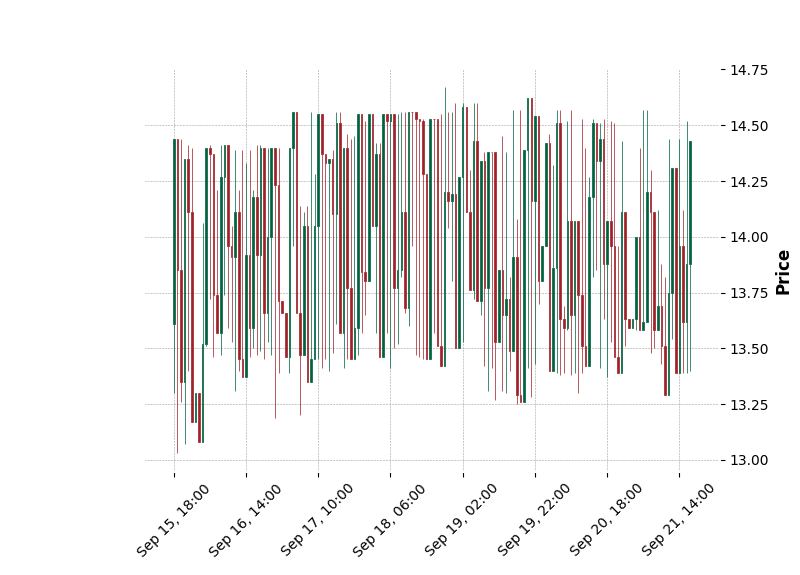 14.75
14.50
14.25
14.00
13.75
13.50
13.25
13.00
Price
Sep 15, 18:00
Sep 16, 14:00
Sep 17, 10:00
Sep 18, 06:00
Sep 19, 02:00
Sep 19, 22:00
Sep 20, 18:00
Sep 21, 14:00